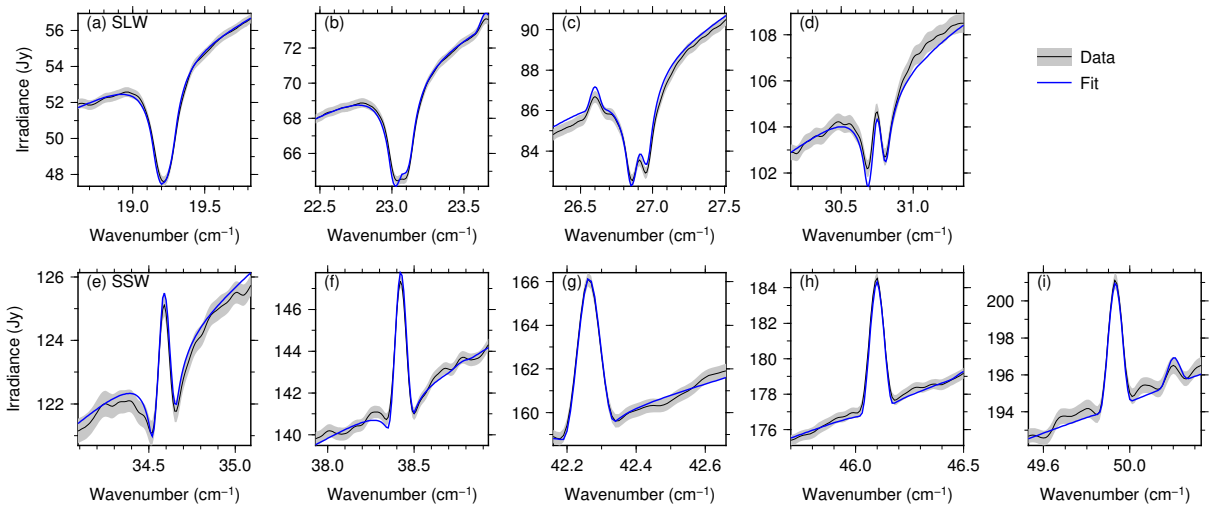 (a) SLW
(b)
(c)
(d)
Irradiance (Jy)
56
54
52
50
48
72
70
68
66
90
88
86
84
108
106
104
102
Data
Fit
19.0 19.5
22.5 23.0 23.5
26.5 27.0 27.5
30.5 31.0
Wavenumber (cm⁻¹)
Wavenumber (cm⁻¹)
Wavenumber (cm⁻¹)
Wavenumber (cm⁻¹)
(e) SSW
(f)
(g)
(h)
(i)
Irradiance (Jy)
126
124
122
146
144
142
140
166
164
162
160
184
182
180
178
176
200
198
196
194
34.5 35.0
38.0 38.5
42.2 42.4 42.6
46.0 46.5
49.6 50.0
Wavenumber (cm⁻¹)
Wavenumber (cm⁻¹)
Wavenumber (cm⁻¹)
Wavenumber (cm⁻¹)
Wavenumber (cm⁻¹)